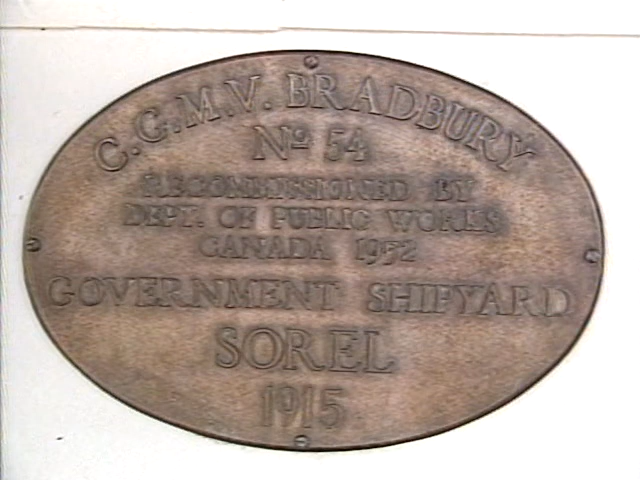 C.G.M.V. BRADBURY
Nº 54
RECOMMISSIONED BY
DEPT. OF PUBLIC WORKS
CANADA 1952
GOVERNMENT SHIPYARD
SOREL
1915